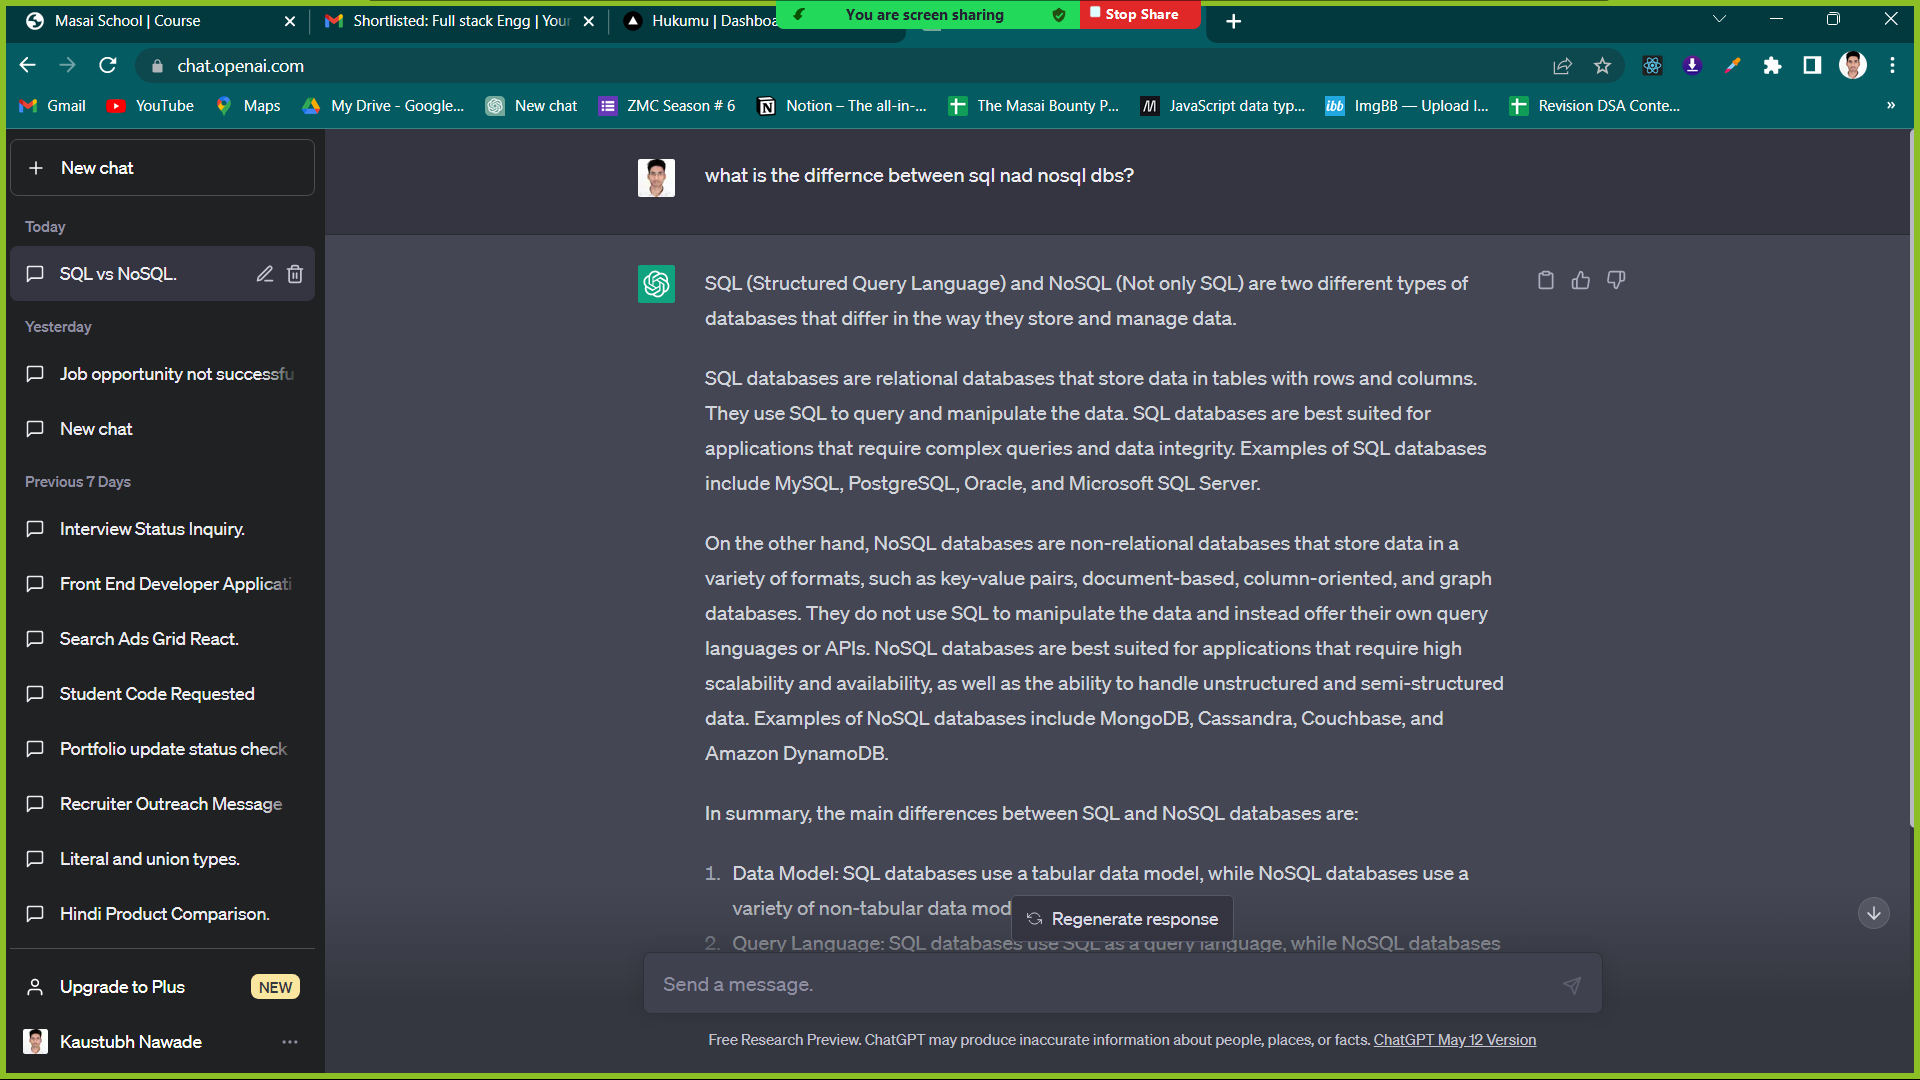 Masai School | Course
Shortlisted: Full stack Engg | Your
Hukumu | Dashboa
You are screen sharing
Stop Share
chat.openai.com
Gmail
YouTube
Maps
My Drive - Google...
New chat
ZMC Season # 6
Notion – The all-in-...
The Masai Bounty P...
JavaScript data typ...
ibb
ImgBB — Upload I...
Revision DSA Conte...
»
New chat
Today
SQL vs NoSQL.
Yesterday
Job opportunity not successfu
New chat
Previous 7 Days
Interview Status Inquiry.
Front End Developer Applicati
Search Ads Grid React.
Student Code Requested
Portfolio update status check
Recruiter Outreach Message
Literal and union types.
Hindi Product Comparison.
Upgrade to Plus
NEW
Kaustubh Nawade
what is the differnce between sql nad nosql dbs?
SQL (Structured Query Language) and NoSQL (Not only SQL) are two different types of
databases that differ in the way they store and manage data.
SQL databases are relational databases that store data in tables with rows and columns.
They use SQL to query and manipulate the data. SQL databases are best suited for
applications that require complex queries and data integrity. Examples of SQL databases
include MySQL, PostgreSQL, Oracle, and Microsoft SQL Server.
On the other hand, NoSQL databases are non-relational databases that store data in a
variety of formats, such as key-value pairs, document-based, column-oriented, and graph
databases. They do not use SQL to manipulate the data and instead offer their own query
languages or APIs. NoSQL databases are best suited for applications that require high
scalability and availability, as well as the ability to handle unstructured and semi-structured
data. Examples of NoSQL databases include MongoDB, Cassandra, Couchbase, and
Amazon DynamoDB.
In summary, the main differences between SQL and NoSQL databases are:
1. Data Model: SQL databases use a tabular data model, while NoSQL databases use a
variety of non-tabular data mod
Regenerate response
2. Query Language: SQL databases use SQL as a query language, while NoSQL databases
Send a message.
Free Research Preview. ChatGPT may produce inaccurate information about people, places, or facts. ChatGPT May 12 Version